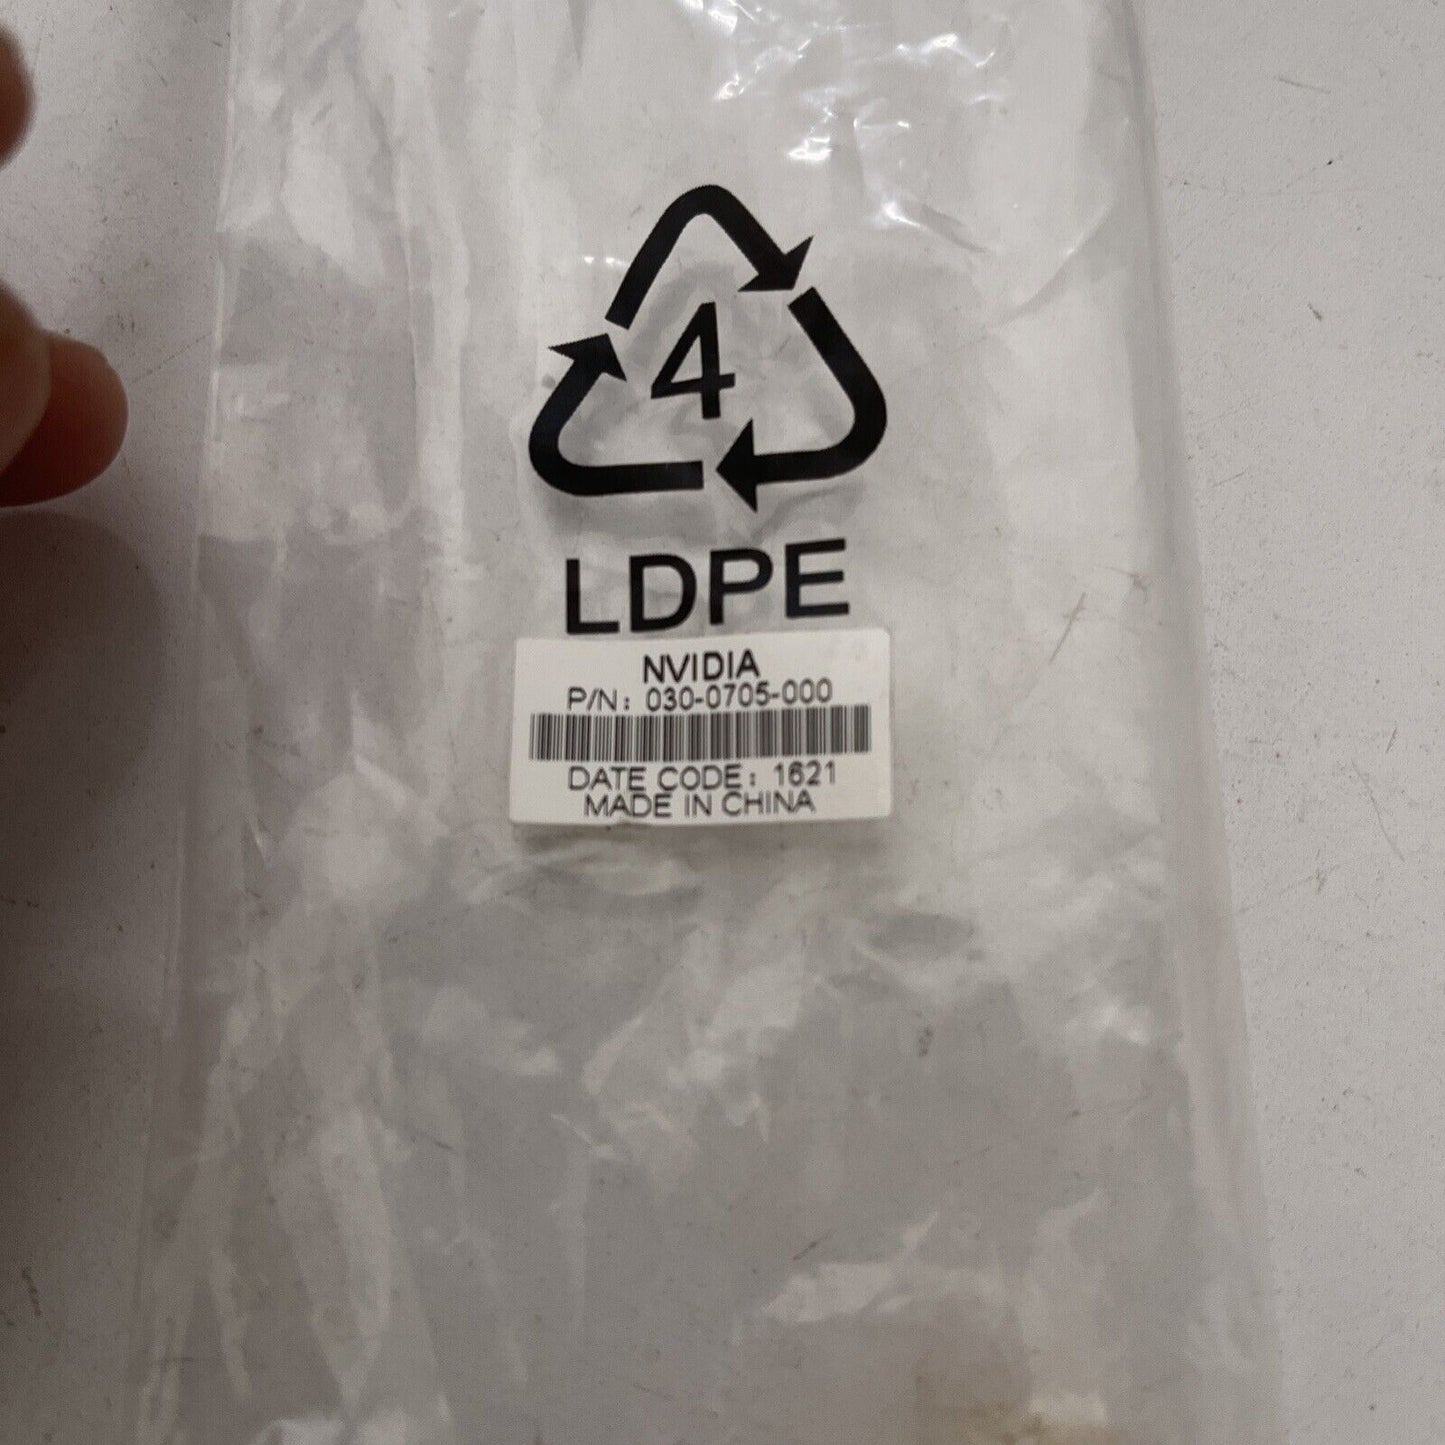 4
LDPE
NVIDIA
P/N: 030-0705-000
DATE CODE: 1621
MADE IN CHINA